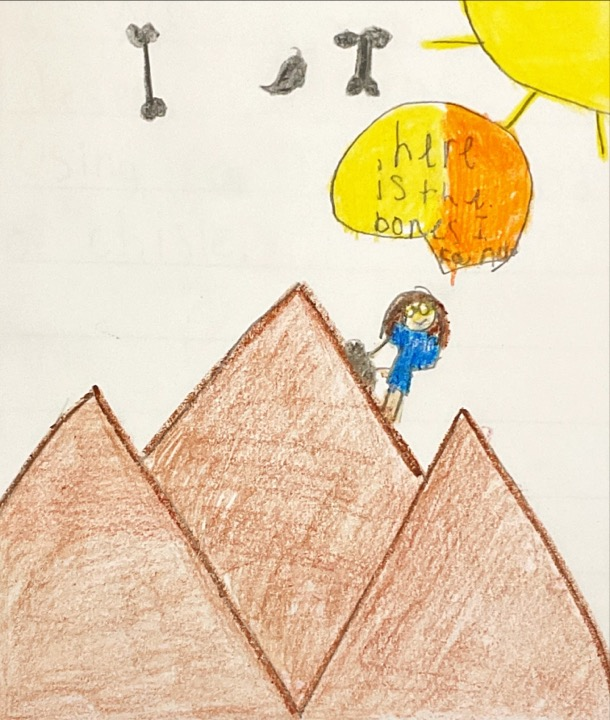 here
is the
bones I